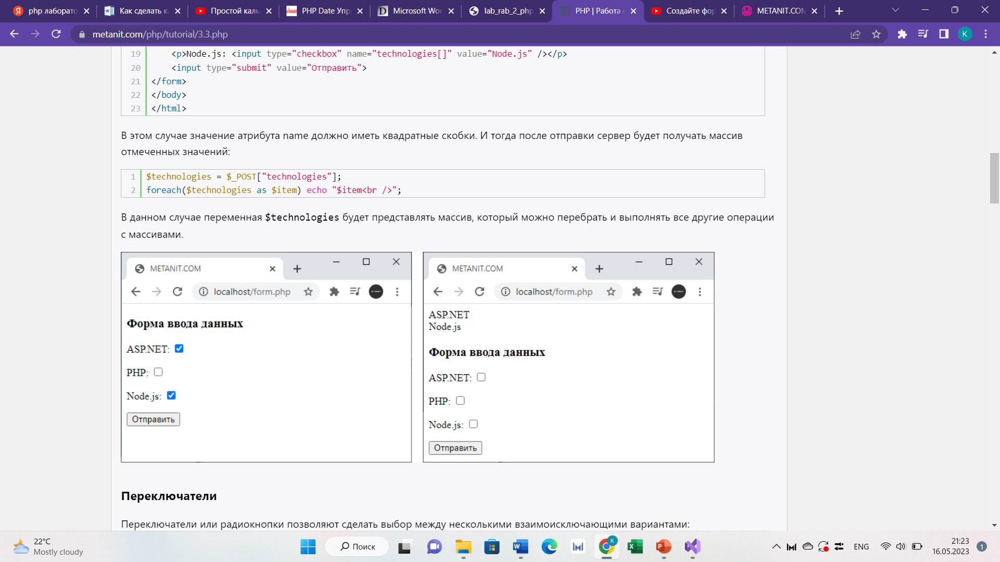 php лаборато
Как сделать к
Простой каль
PHP Date Упр
Microsoft Wor
lab_rab_2_php
PHP | Работа с
Создайте фор
METANIT.COM
metanit.com/php/tutorial/3.3.php
K
19 <p>Node.js: <input type="checkbox" name="technologies[]" value="Node.js" /></p>
20 <input type="submit" value="Отправить">
21 </form>
22 </body>
23 </html>
В этом случае значение атрибута name должно иметь квадратные скобки. И тогда после отправки сервер будет получать массив
отмеченных значений:
1 $technologies = $_POST["technologies"];
2 foreach($technologies as $item) echo "$item<br />";
В данном случае переменная $technologies будет представлять массив, который можно перебрать и выполнять все другие операции
с массивами.
METANIT.COM
localhost/form.php
Форма ввода данных
ASP.NET:
PHP:
Node.js:
Отправить
METANIT.COM
localhost/form.php
ASP.NET
Node.js
Форма ввода данных
ASP.NET:
PHP:
Node.js:
Отправить
Переключатели
Переключатели или радиокнопки позволяют сделать выбор между несколькими взаимоисключающими вариантами:
22°C
Mostly cloudy
Поиск
ENG
21:23
16.05.2023
1